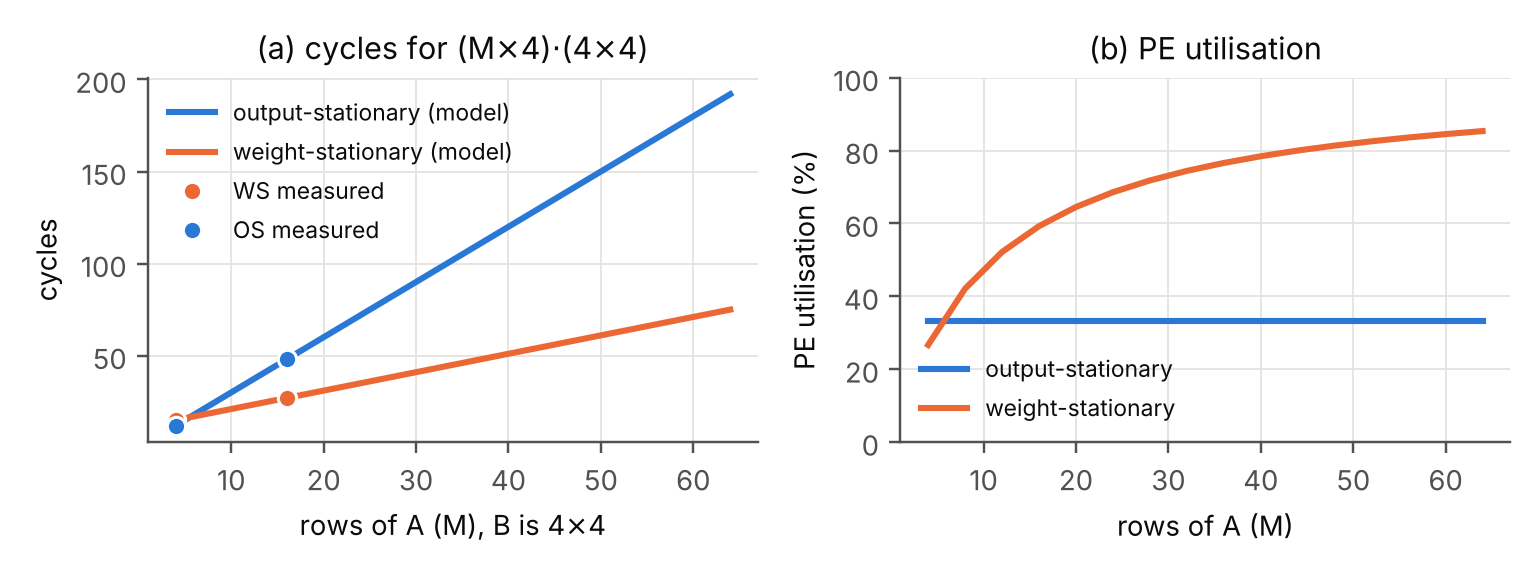 (a) cycles for (M×4)·(4×4)
200
150
100
50
cycles
output-stationary (model)
weight-stationary (model)
WS measured
OS measured
10 20 30 40 50 60
rows of A (M), B is 4×4
(b) PE utilisation
100
80
60
40
20
0
PE utilisation (%)
output-stationary
weight-stationary
10 20 30 40 50 60
rows of A (M)